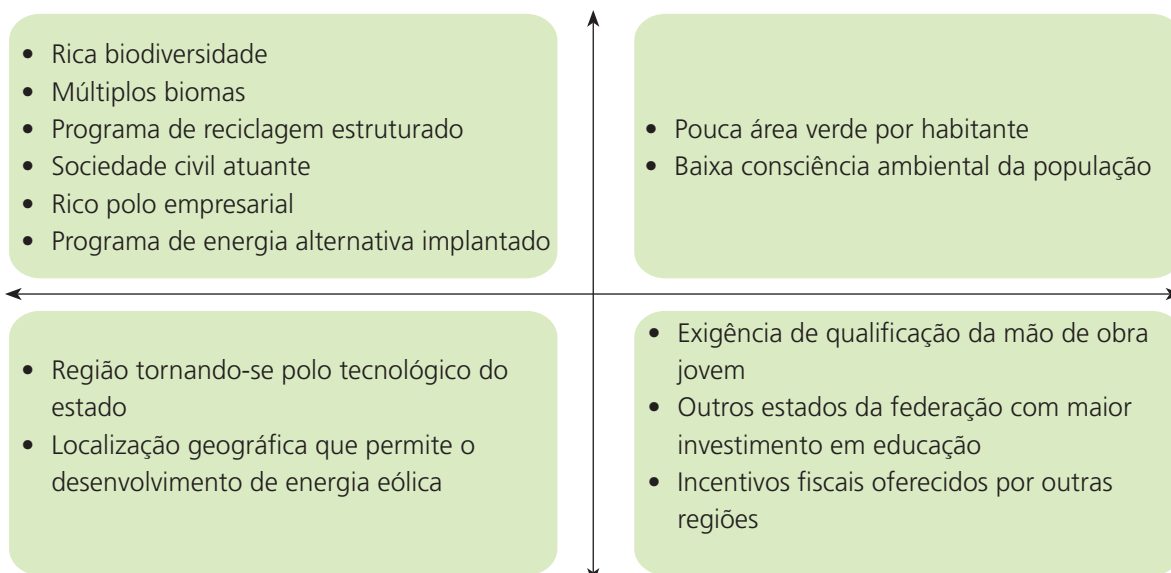 • Rica biodiversidade
• Múltiplos biomas
• Programa de reciclagem estruturado
• Sociedade civil atuante
• Rico polo empresarial
• Programa de energia alternativa implantado
• Pouca área verde por habitante
• Baixa consciência ambiental da população
• Região tornando-se polo tecnológico do
estado
• Localização geográfica que permite o
desenvolvimento de energia eólica
• Exigência de qualificação da mão de obra
jovem
• Outros estados da federação com maior
investimento em educação
• Incentivos fiscais oferecidos por outras
regiões